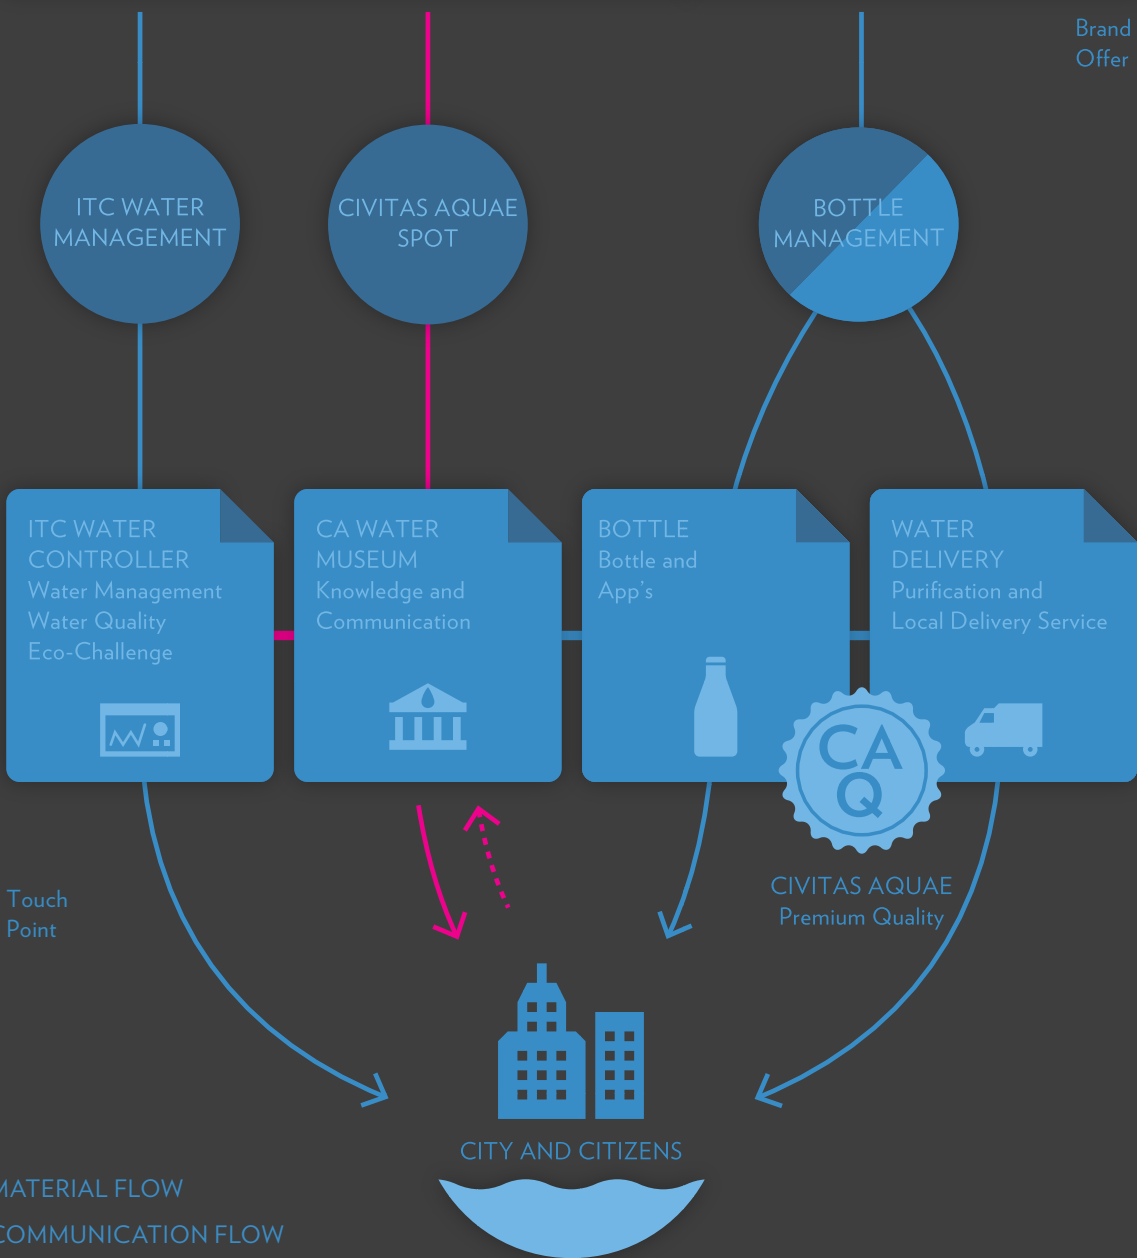 Brand
Offer
ITC WATER
MANAGEMENT
CIVITAS AQUAE
SPOT
BOTTLE
MANAGEMENT
ITC WATER
CONTROLLER
Water Management
Water Quality
Eco-Challenge
CA WATER
MUSEUM
Knowledge and
Communication
BOTTLE
Bottle and
App's
WATER
DELIVERY
Purification and
Local Delivery Service
CA
Q
CIVITAS AQUAE
Premium Quality
Touch
Point
CITY AND CITIZENS
MATERIAL FLOW
COMMUNICATION FLOW